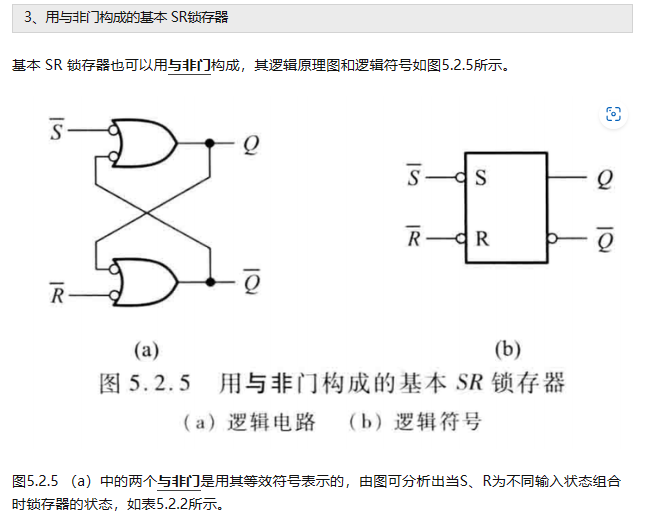 3、用与非门构成的基本 SR锁存器
基本 SR 锁存器也可以用与非门构成，其逻辑原理图和逻辑符号如图5.2.5所示。
S̅ Q
R̅ Q̅
S̅ S Q
R̅ R Q̅
(a) (b)
图 5.2.5 用与非门构成的基本 SR 锁存器
（a）逻辑电路 （b）逻辑符号
图5.2.5 （a）中的两个与非门是用其等效符号表示的，由图可分析出当S、R为不同输入状态组合
时锁存器的状态，如表5.2.2所示。